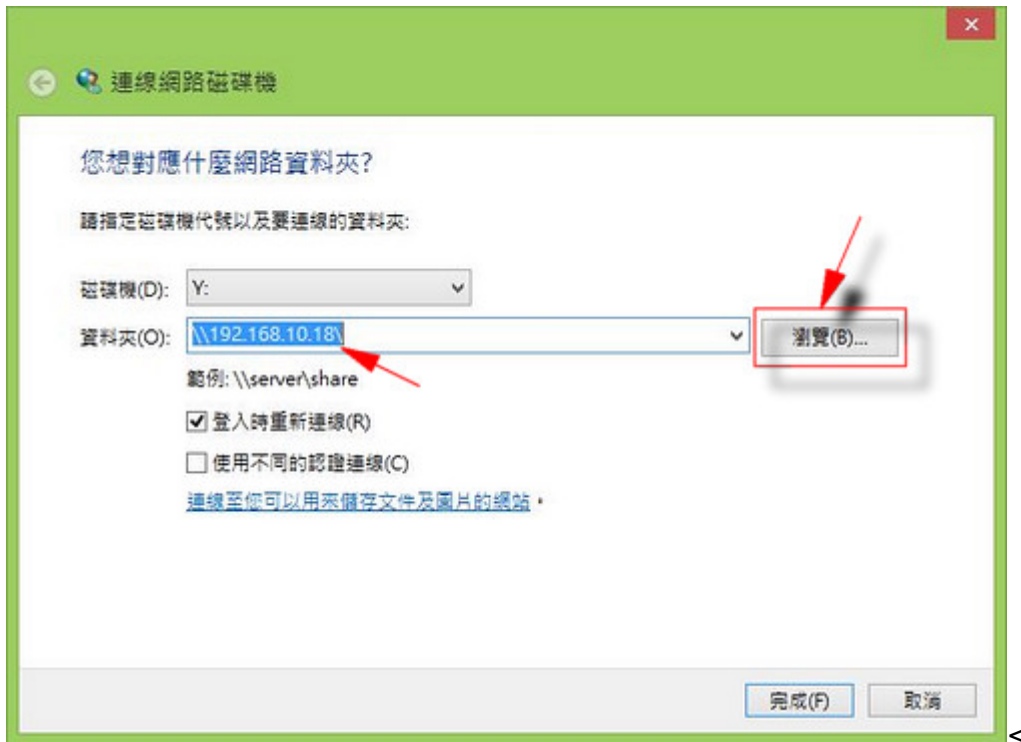 連線網路磁碟機
您想對應什麼網路資料夾?
請指定磁碟機代號以及要連線的資料夾:
磁碟機(D): Y:
資料夾(O): \\192.168.10.18\ 瀏覽(B)...
範例: \\server\share
登入時重新連線(R)
使用不同的認證連線(C)
連線至您可以用來儲存文件及圖片的網站。
完成(F) 取消
<